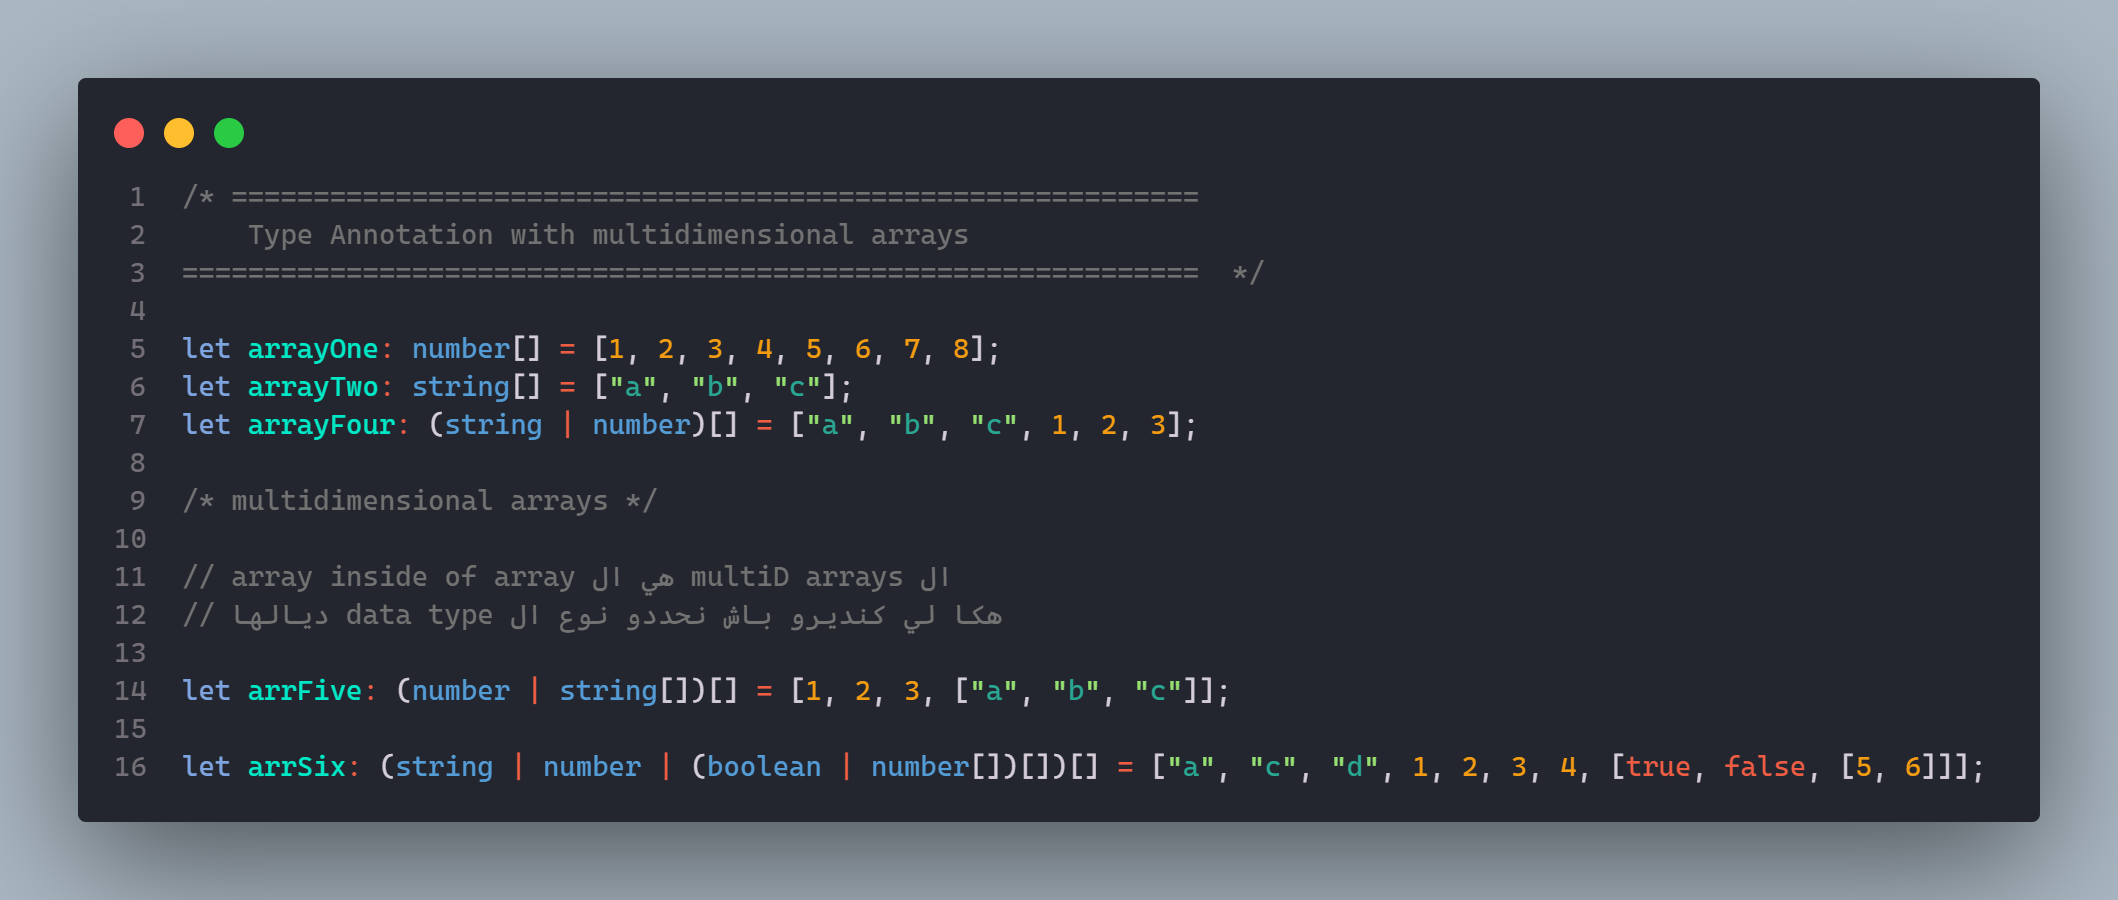 1 /* ===========================================================
2     Type Annotation with multidimensional arrays
3 ==============================================================  */
4
5 let arrayOne: number[] = [1, 2, 3, 4, 5, 6, 7, 8];
6 let arrayTwo: string[] = ["a", "b", "c"];
7 let arrayFour: (string | number)[] = ["a", "b", "c", 1, 2, 3];
8
9 /* multidimensional arrays */
10
11 // ال multiD arrays هي ال array inside of array
12 // هكا لي كنديرو باش نحددو نوع ال data type ديالها
13
14 let arrFive: (number | string[])[] = [1, 2, 3, ["a", "b", "c"]];
15
16 let arrSix: (string | number | (boolean | number[])[])[] = ["a", "c", "d", 1, 2, 3, 4, [true, false, [5, 6]]];